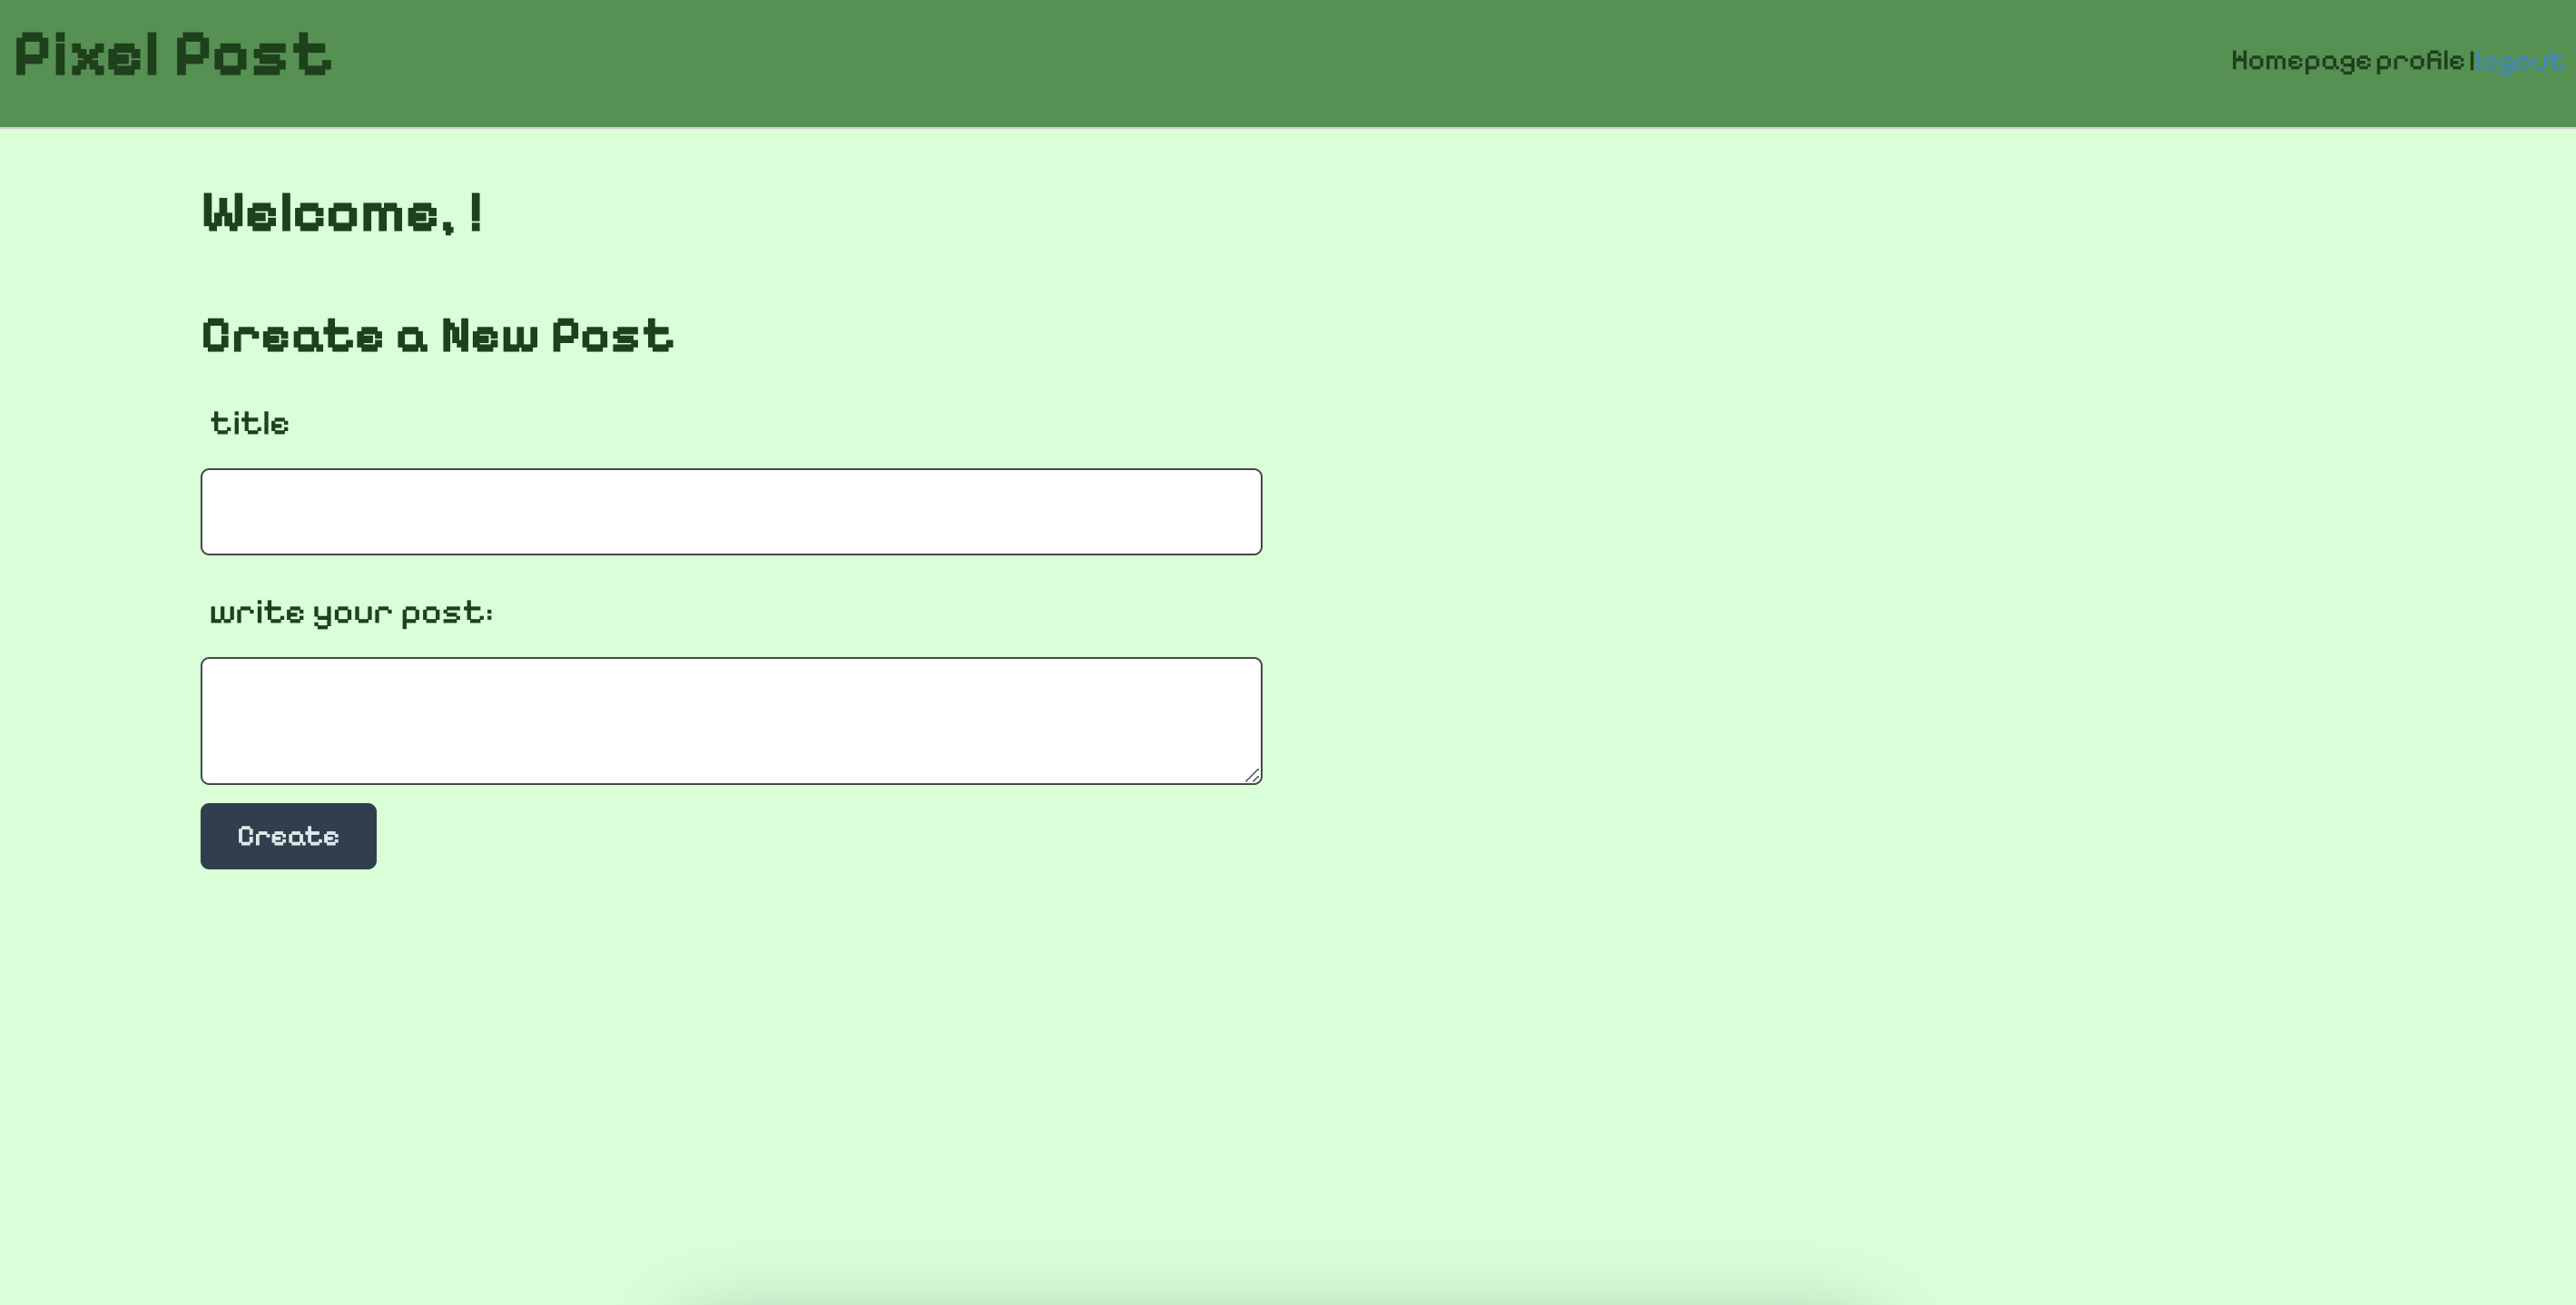 Pixel Post
Homepage profile |logout
Welcome, !
Create a New Post
title
write your post:
Create